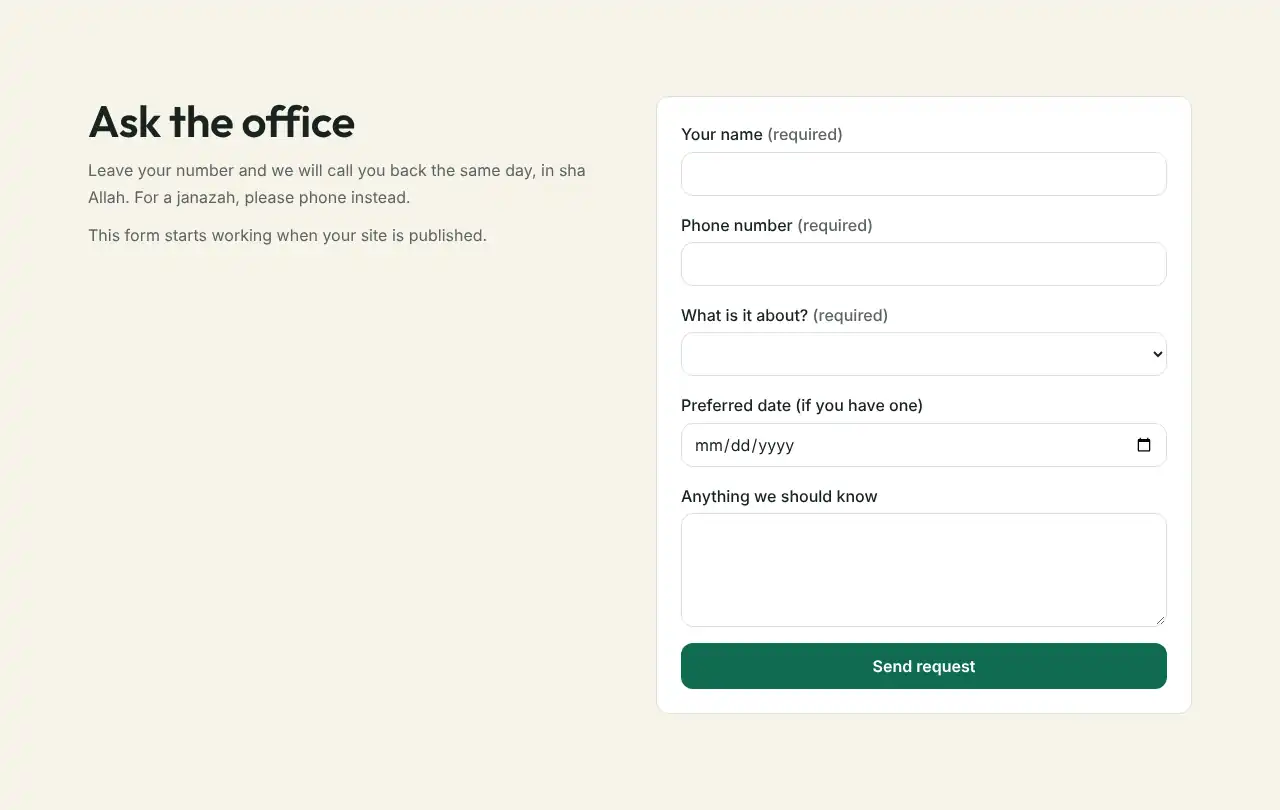 Ask the office
Leave your number and we will call you back the same day, in sha
Allah. For a janazah, please phone instead.
This form starts working when your site is published.
Your name (required)
Phone number (required)
What is it about? (required)
Preferred date (if you have one)
mm/dd/yyyy
Anything we should know
Send request